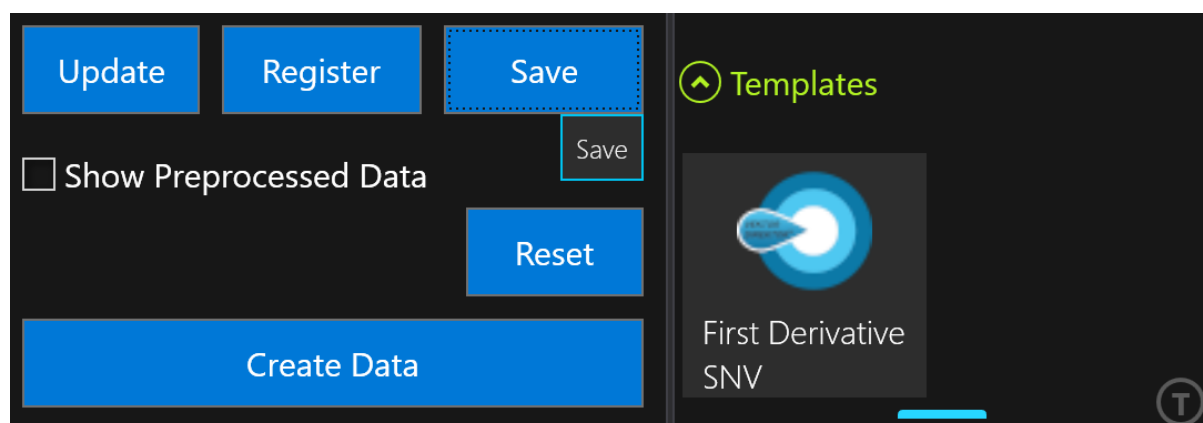 Update
Register
Save
Save
Show Preprocessed Data
Reset
Create Data
Templates
First Derivative
SNV
T